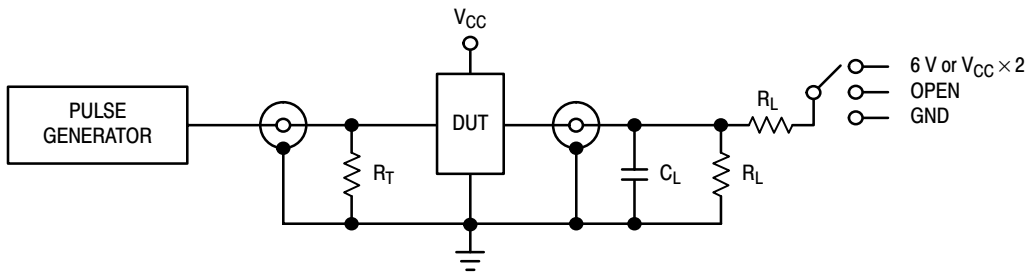 V_CC
PULSE
GENERATOR
DUT
R_T
C_L
R_L
R_L
6 V or V_CC × 2
OPEN
GND